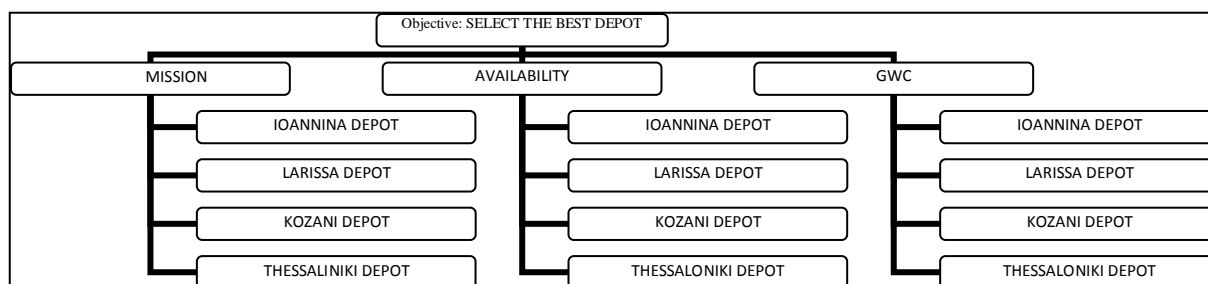 Objective: SELECT THE BEST DEPOT
MISSION
AVAILABILITY
GWC
IOANNINA DEPOT
IOANNINA DEPOT
IOANNINA DEPOT
LARISSA DEPOT
LARISSA DEPOT
LARISSA DEPOT
KOZANI DEPOT
KOZANI DEPOT
KOZANI DEPOT
THESSALINIKI DEPOT
THESSALONIKI DEPOT
THESSALONIKI DEPOT